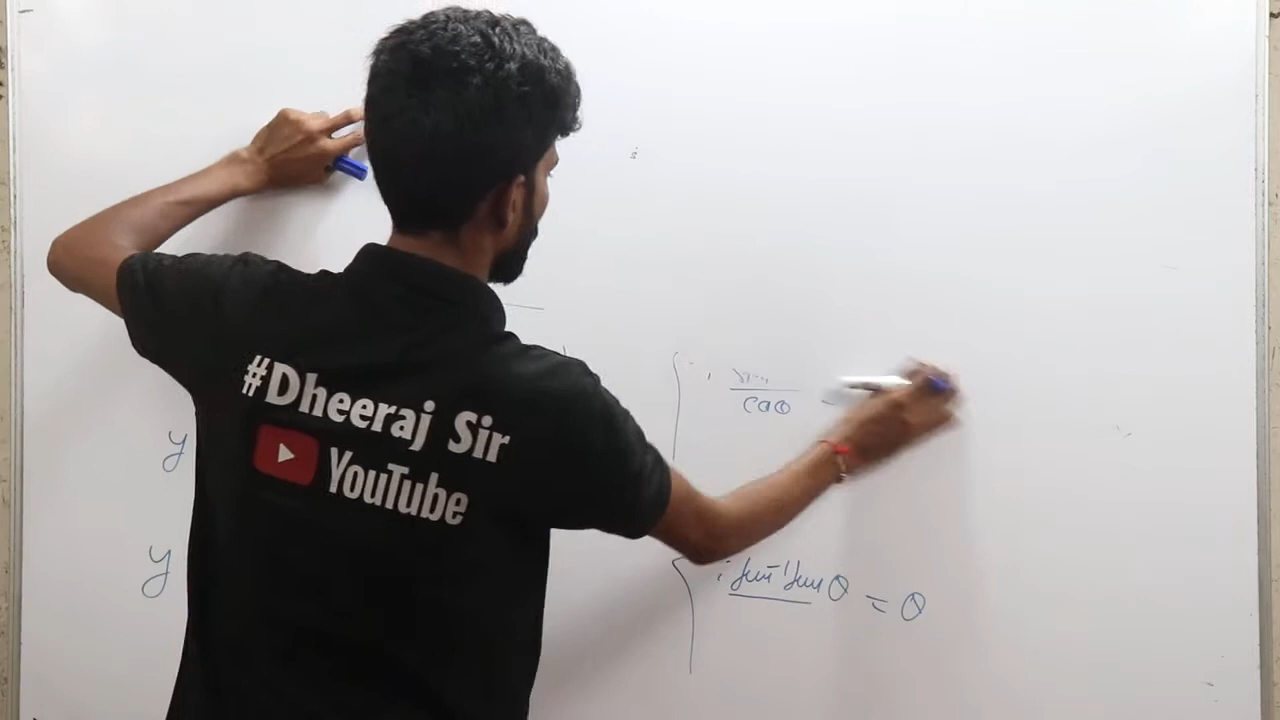 #Dheeraj Sir
YouTube
y
cosθ
y
; sin⁻¹sinθ = θ